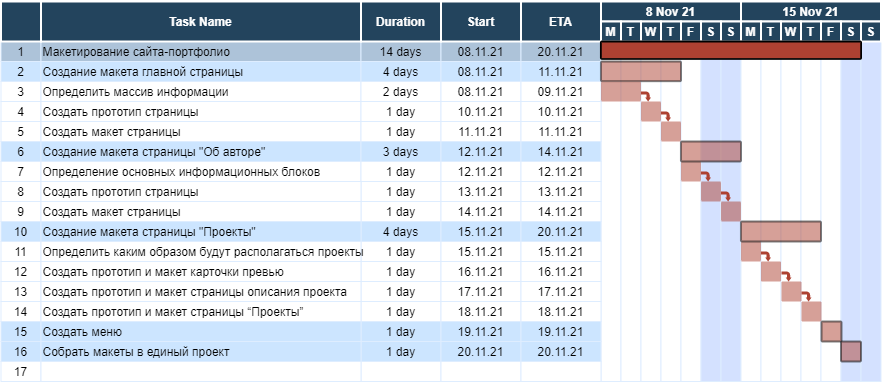 Task Name Duration Start ETA 8 Nov 21 15 Nov 21
M T W T F S S M T W T F S S
1 Макетирование сайта-портфолио 14 days 08.11.21 20.11.21
2 Создание макета главной страницы 4 days 08.11.21 11.11.21
3 Определить массив информации 2 days 08.11.21 09.11.21
4 Создать прототип страницы 1 day 10.11.21 10.11.21
5 Создать макет страницы 1 day 11.11.21 11.11.21
6 Создание макета страницы "Об авторе" 3 days 12.11.21 14.11.21
7 Определение основных информационных блоков 1 day 12.11.21 12.11.21
8 Создать прототип страницы 1 day 13.11.21 13.11.21
9 Создать макет страницы 1 day 14.11.21 14.11.21
10 Создание макета страницы "Проекты" 4 days 15.11.21 20.11.21
11 Определить каким образом будут располагаться проекты 1 day 15.11.21 15.11.21
12 Создать прототип и макет карточки превью 1 day 16.11.21 16.11.21
13 Создать прототип и макет страницы описания проекта 1 day 17.11.21 17.11.21
14 Создать прототип и макет страницы “Проекты” 1 day 18.11.21 18.11.21
15 Создать меню 1 day 19.11.21 19.11.21
16 Собрать макеты в единый проект 1 day 20.11.21 20.11.21
17